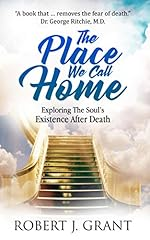 "A book that ... removes the fear of death."
Dr. George Ritchie, M.D.
The
Place
We Call
Home
Exploring The Soul's
Existence After Death
ROBERT J. GRANT